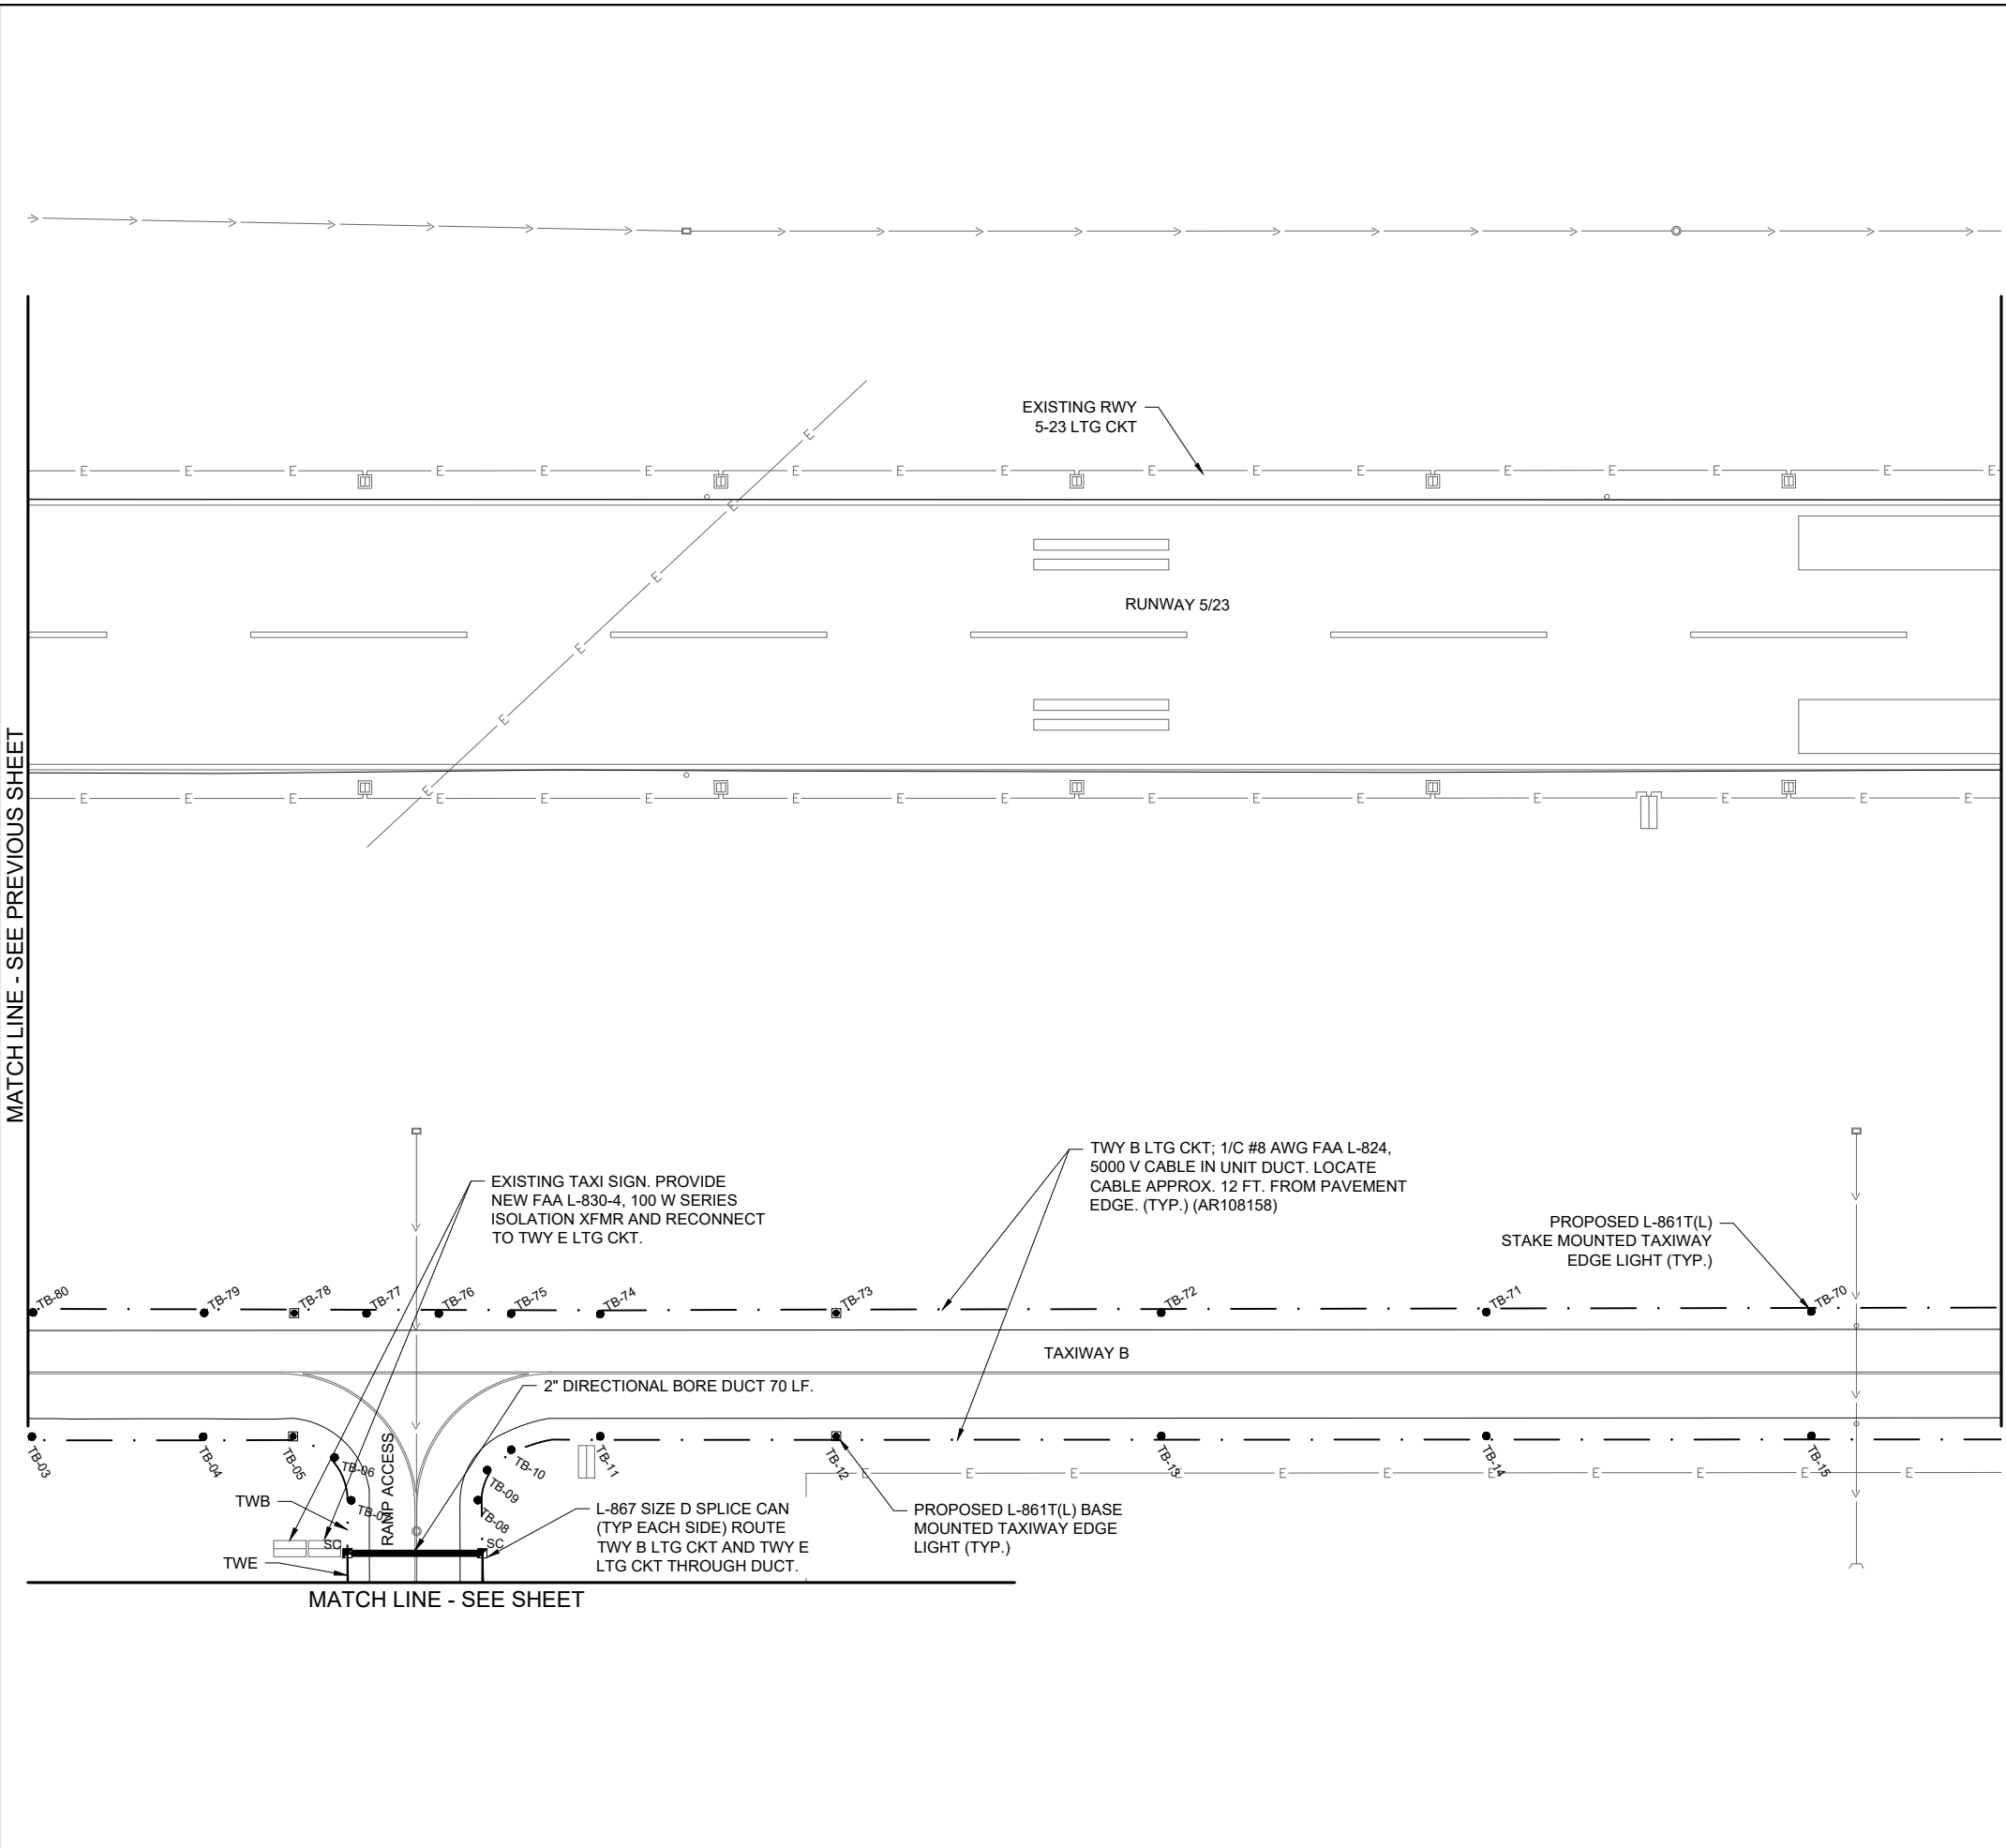 EXISTING RWY
5-23 LTG CKT
E E E E E E E E E E E E E E E E E E
E
E
E
RUNWAY 5/23
E
E
E
E E E E E E E E E E E E E E E E E
MATCH LINE - SEE PREVIOUS SHEET
TWY B LTG CKT; 1/C #8 AWG FAA L-824,
5000 V CABLE IN UNIT DUCT. LOCATE
CABLE APPROX. 12 FT. FROM PAVEMENT
EDGE. (TYP.) (AR108158)
EXISTING TAXI SIGN. PROVIDE
NEW FAA L-830-4, 100 W SERIES
ISOLATION XFMR AND RECONNECT
TO TWY E LTG CKT.
PROPOSED L-861T(L)
STAKE MOUNTED TAXIWAY
EDGE LIGHT (TYP.)
TB-80
TB-79
TB-78
TB-77
TB-76
TB-75
TB-74
TB-73
TB-72
TB-71
TB-70
TAXIWAY B
2" DIRECTIONAL BORE DUCT 70 LF.
TB-03
TB-04
TB-05
TB-06
TB-07
RAMP ACCESS
TB-08
TB-09
TB-10
TB-11
TB-12
TB-13
TB-14
TB-15
E E E E E E E E E E E
TWB
TWE
SC
SC
L-867 SIZE D SPLICE CAN
(TYP EACH SIDE) ROUTE
TWY B LTG CKT AND TWY E
LTG CKT THROUGH DUCT.
PROPOSED L-861T(L) BASE
MOUNTED TAXIWAY EDGE
LIGHT (TYP.)
MATCH LINE - SEE SHEET